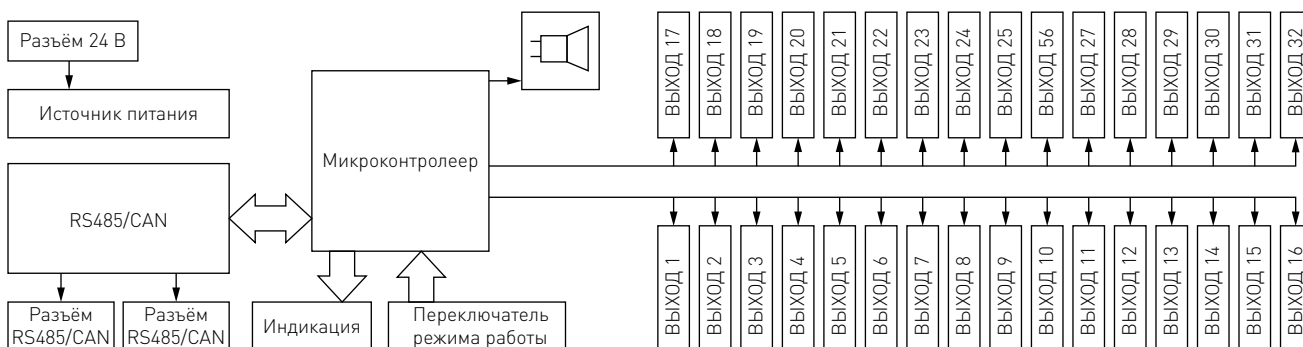 Разъём 24 В
Источник питания
RS485/CAN
Разъём
RS485/CAN
Разъём
RS485/CAN
Микроконтролеер
Индикация
Переключатель
режима работы
ВЫХОД 17
ВЫХОД 18
ВЫХОД 19
ВЫХОД 20
ВЫХОД 21
ВЫХОД 22
ВЫХОД 23
ВЫХОД 24
ВЫХОД 25
ВЫХОД 56
ВЫХОД 27
ВЫХОД 28
ВЫХОД 29
ВЫХОД 30
ВЫХОД 31
ВЫХОД 32
ВЫХОД 1
ВЫХОД 2
ВЫХОД 3
ВЫХОД 4
ВЫХОД 5
ВЫХОД 6
ВЫХОД 7
ВЫХОД 8
ВЫХОД 9
ВЫХОД 10
ВЫХОД 11
ВЫХОД 12
ВЫХОД 13
ВЫХОД 14
ВЫХОД 15
ВЫХОД 16